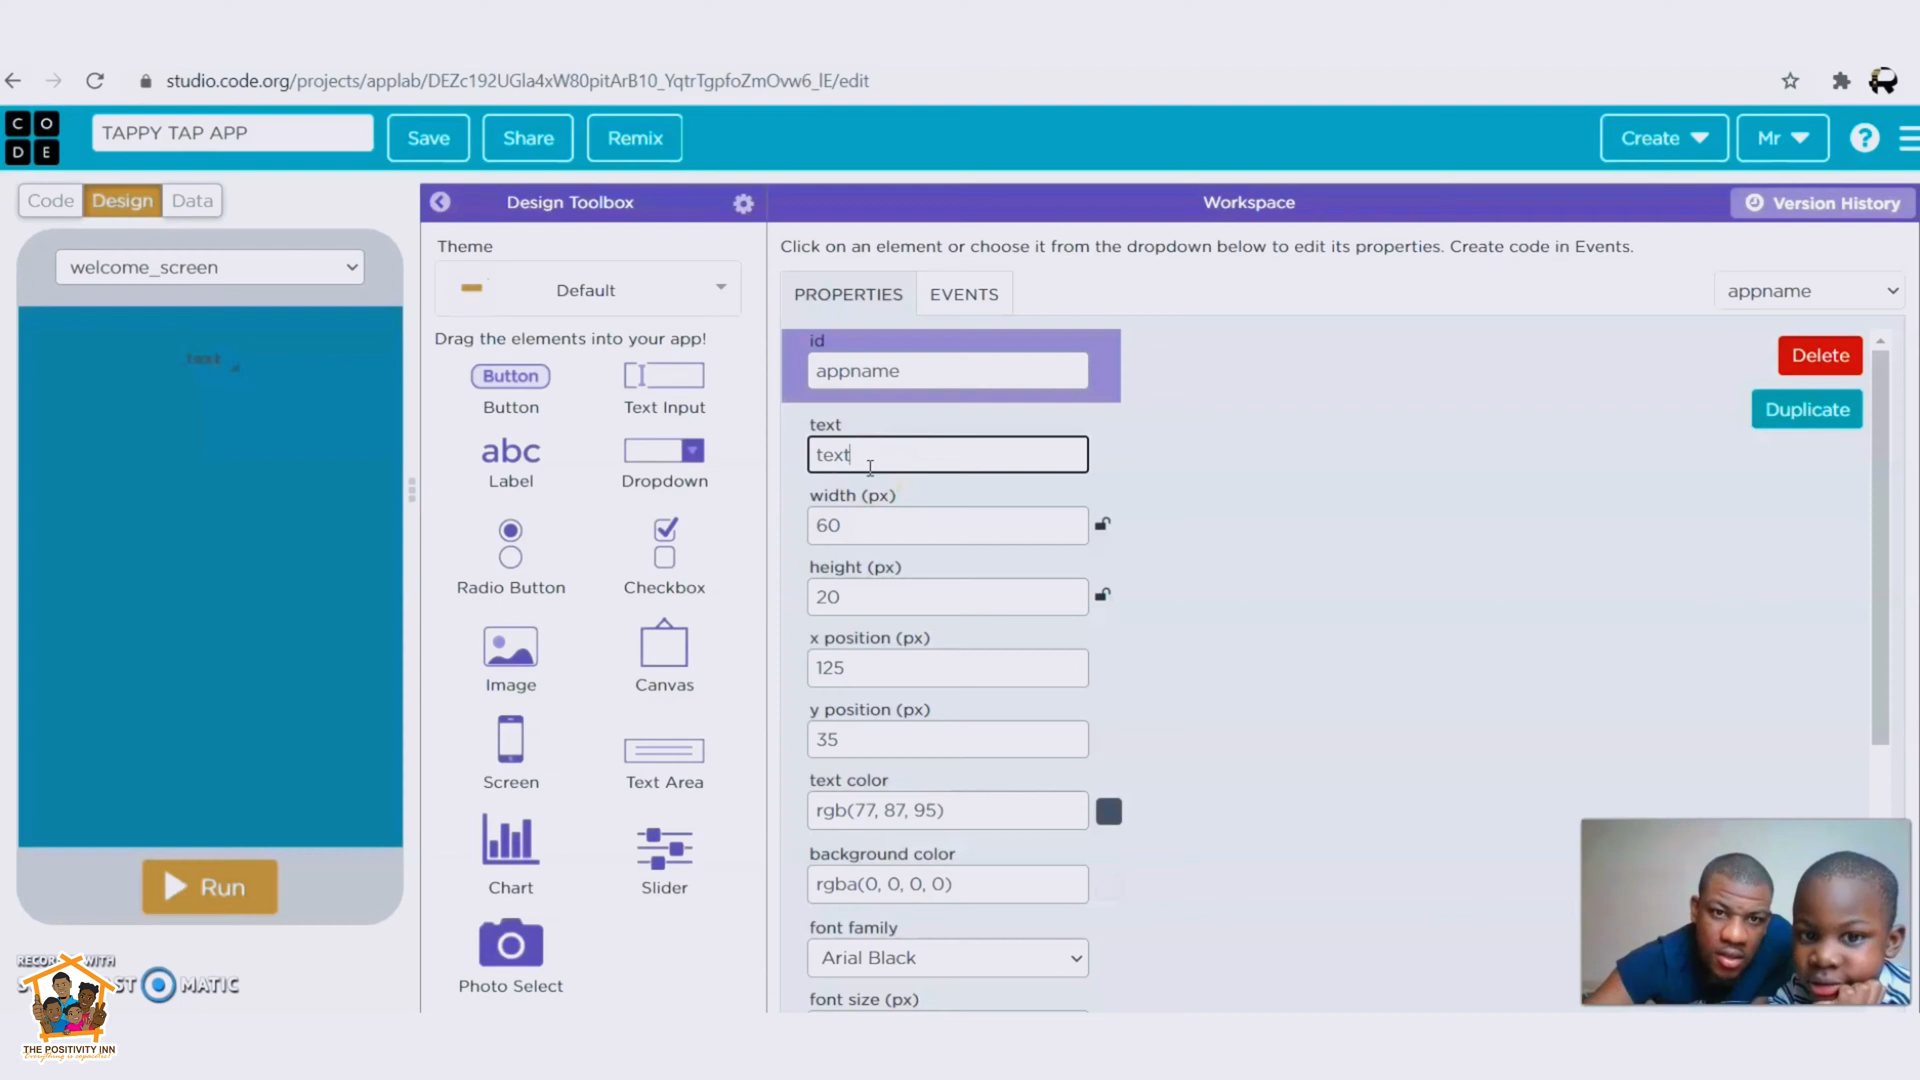 studio.code.org/projects/applab/DEZc192UGla4xW80pitArB10_YqtrTgpfoZmOvw6_lE/edit
C O D E
TAPPY TAP APP
Save
Share
Remix
Create
Mr
?
Code
Design
Data
Design Toolbox
Workspace
Version History
welcome_screen
text
Run
Theme
Default
Drag the elements into your app!
Button
Button
Text Input
abc
Label
Dropdown
Radio Button
Checkbox
Image
Canvas
Screen
Text Area
Chart
Slider
Photo Select
Click on an element or choose it from the dropdown below to edit its properties. Create code in Events.
PROPERTIES
EVENTS
appname
id
appname
Delete
Duplicate
text
text
width (px)
60
height (px)
20
x position (px)
125
y position (px)
35
text color
rgb(77, 87, 95)
background color
rgba(0, 0, 0, 0)
font family
Arial Black
font size (px)
WITH
MATIC
THE POSITIVITY INN